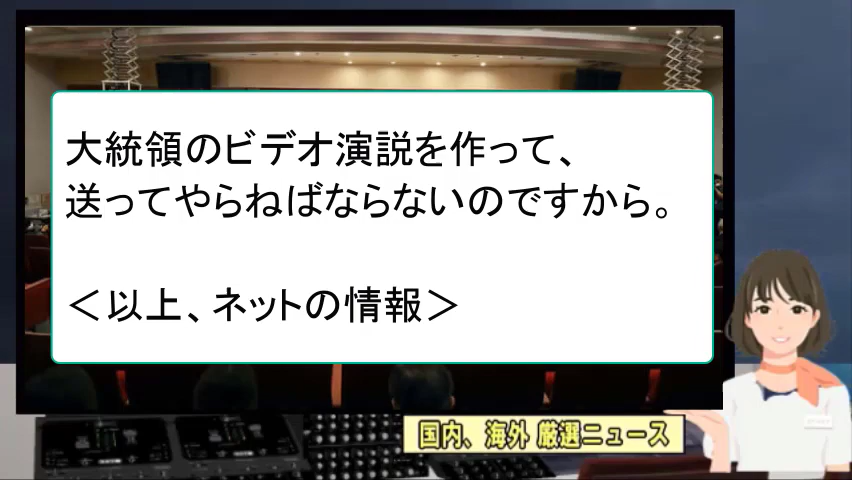 大統領のビデオ演説を作って、
送ってやらねばならないのですから。
＜以上、ネットの情報＞
国内、海外 厳選ニュース